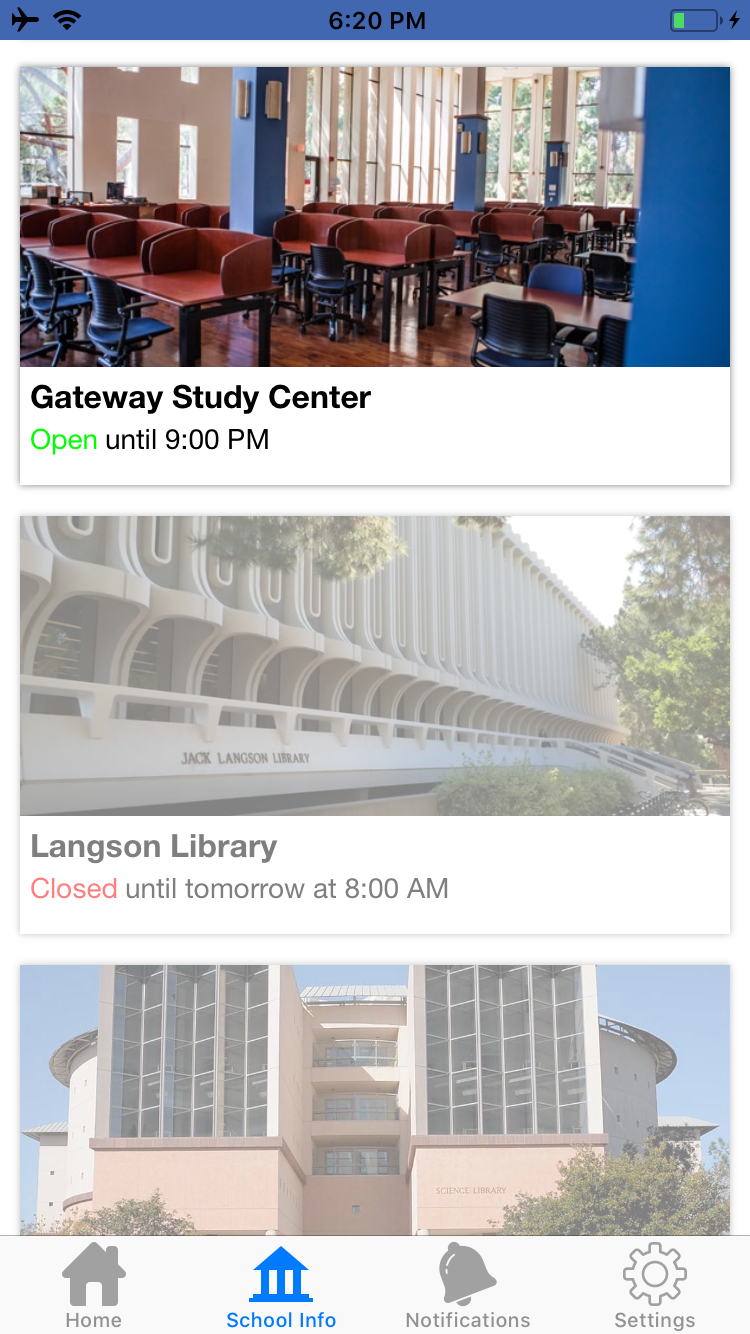 6:20 PM
Gateway Study Center
Open until 9:00 PM
JACK LANGSON LIBRARY
Langson Library
Closed until tomorrow at 8:00 AM
SCIENCE LIBRARY
Home
School Info
Notifications
Settings